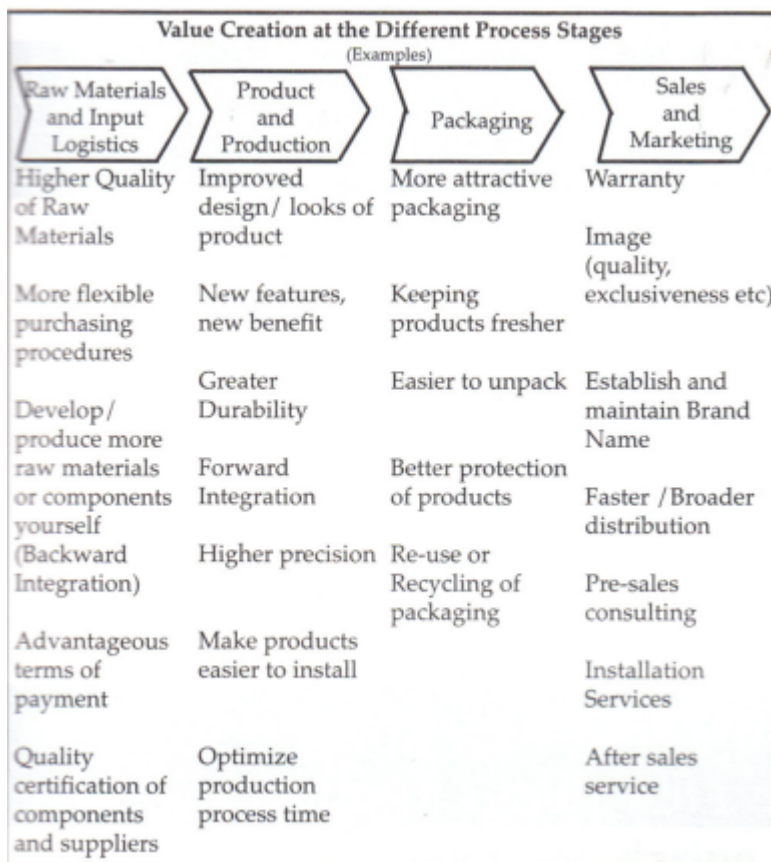 Value Creation at the Different Process Stages
(Examples)
Raw Materials
and Input
Logistics
Product
and
Production
Packaging
Sales
and
Marketing
Higher Quality
of Raw
Materials
More flexible
purchasing
procedures
Develop/
produce more
raw materials
or components
yourself
(Backward
Integration)
Advantageous
terms of
payment
Quality
certification of
components
and suppliers
Improved
design/ looks of
product
New features,
new benefit
Greater
Durability
Forward
Integration
Higher precision
Make products
easier to install
Optimize
production
process time
More attractive
packaging
Keeping
products fresher
Easier to unpack
Better protection
of products
Re-use or
Recycling of
packaging
Warranty
Image
(quality,
exclusiveness etc)
Establish and
maintain Brand
Name
Faster /Broader
distribution
Pre-sales
consulting
Installation
Services
After sales
service